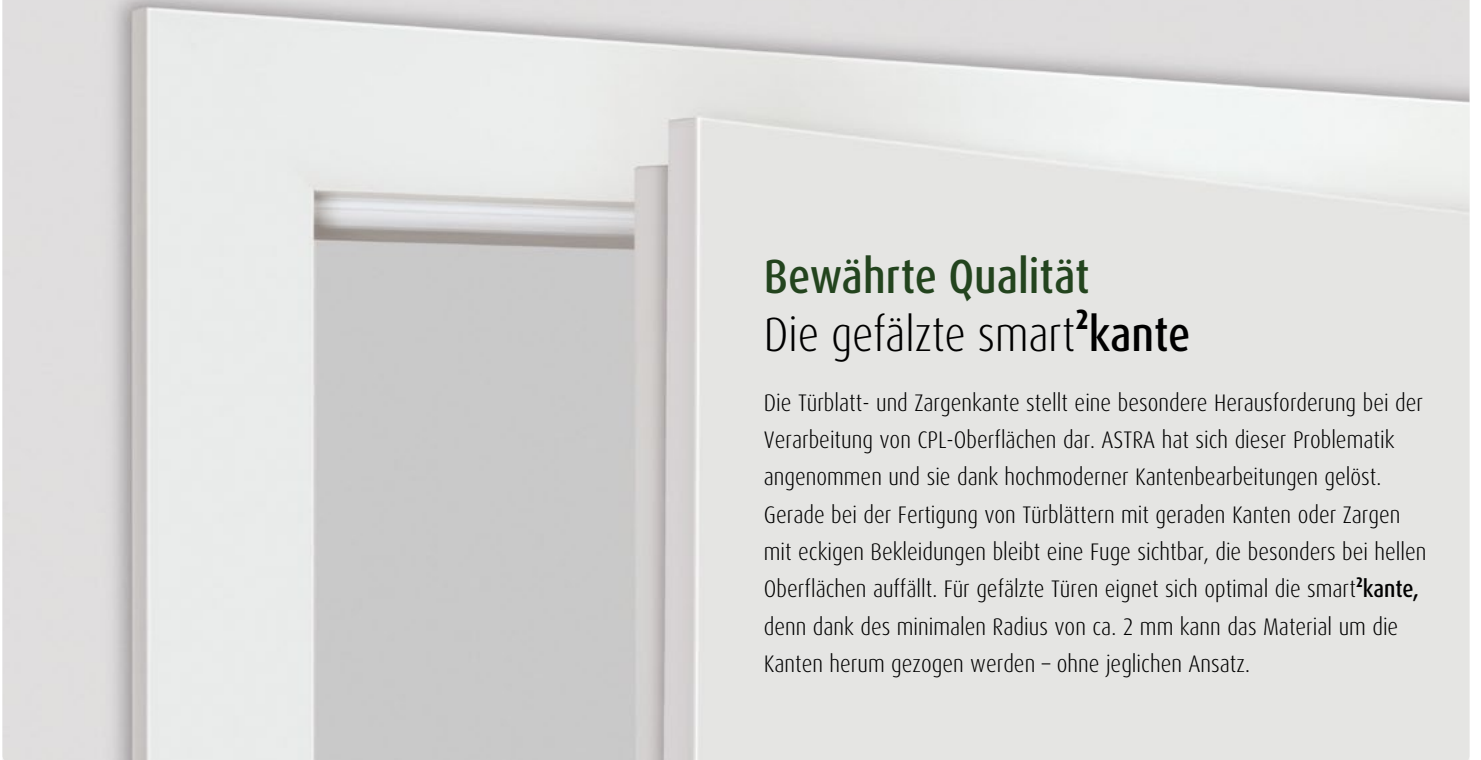 Bewährte Qualität
Die gefälzte smart²kante
Die Türblatt- und Zargenkante stellt eine besondere Herausforderung bei der
Verarbeitung von CPL-Oberflächen dar. ASTRA hat sich dieser Problematik
angenommen und sie dank hochmoderner Kantenbearbeitungen gelöst.
Gerade bei der Fertigung von Türblättern mit geraden Kanten oder Zargen
mit eckigen Bekleidungen bleibt eine Fuge sichtbar, die besonders bei hellen
Oberflächen auffällt. Für gefälzte Türen eignet sich optimal die smart²kante,
denn dank des minimalen Radius von ca. 2 mm kann das Material um die
Kanten herum gezogen werden – ohne jeglichen Ansatz.